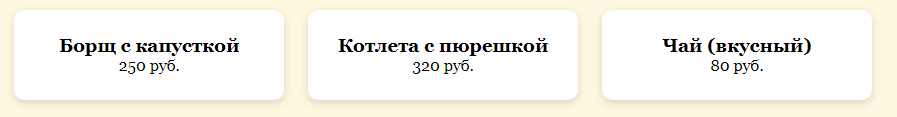 Борщ с капусткой
250 руб.
Котлета с пюрешкой
320 руб.
Чай (вкусный)
80 руб.